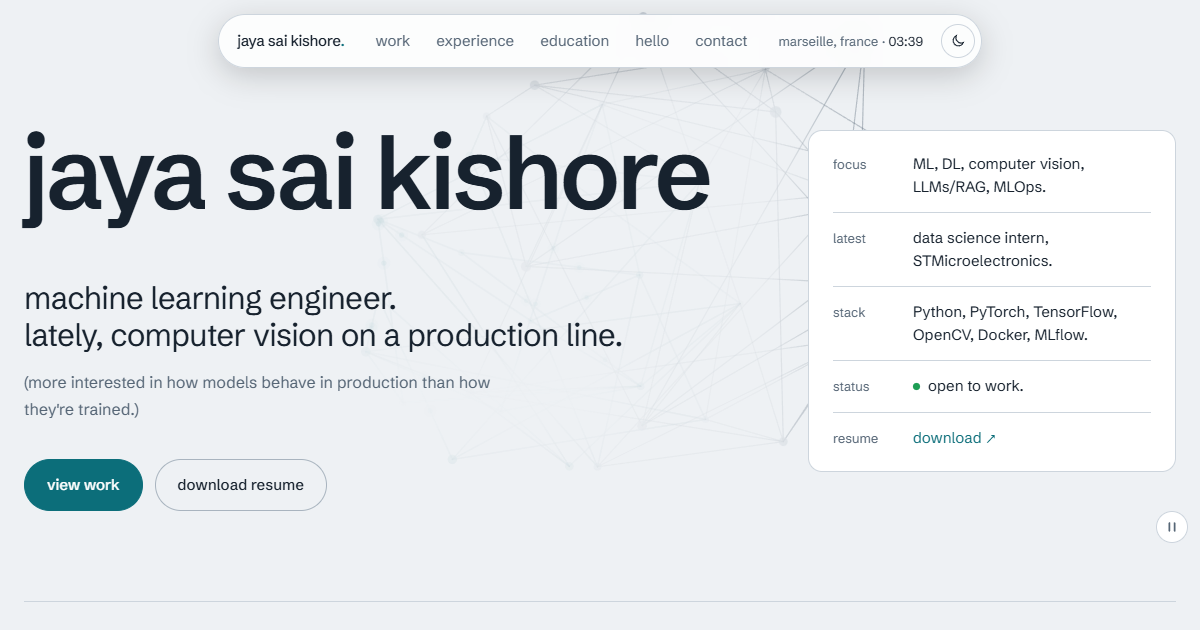 jaya sai kishore. work experience education hello contact marseille, france · 03:39
jaya sai kishore
machine learning engineer.
lately, computer vision on a production line.
(more interested in how models behave in production than how
they're trained.)
view work download resume
focus ML, DL, computer vision,
LLMs/RAG, MLOps.
latest data science intern,
STMicroelectronics.
stack Python, PyTorch, TensorFlow,
OpenCV, Docker, MLflow.
status open to work.
resume download ↗